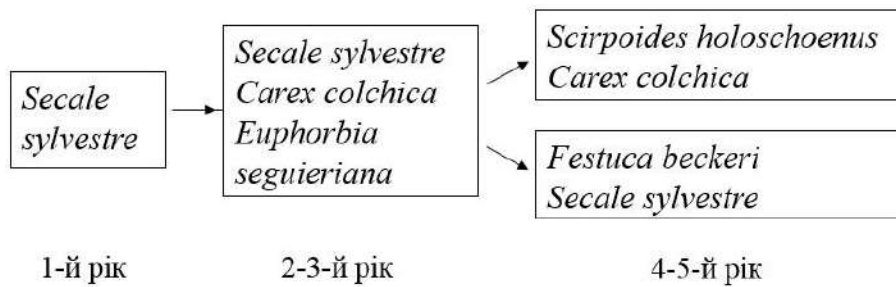 Secale
sylvestre
Secale sylvestre
Carex colchica
Euphorbia
seguieriana
Scirpoides holoschoenus
Carex colchica
Festuca beckeri
Secale sylvestre
1-й рік
2-3-й рік
4-5-й рік